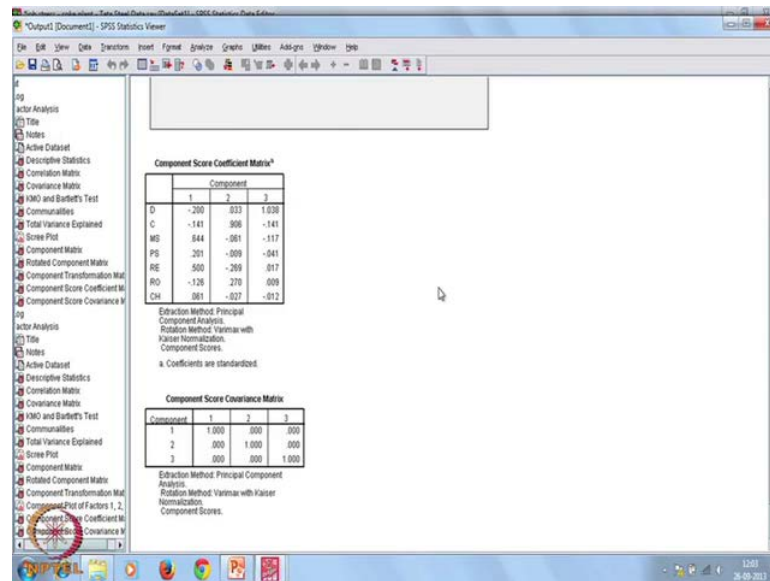 *Output1 [Document1] - SPSS Statistics Viewer
File Edit View Data Transform Insert Format Analyze Graphs Utilities Add-ons Window Help
og
actor Analysis
Title
Notes
Active Dataset
Descriptive Statistics
Correlation Matrix
Covariance Matrix
KMO and Bartlett's Test
Communalities
Total Variance Explained
Scree Plot
Component Matrix
Rotated Component Matrix
Component Transformation Mat
Component Score Coefficient M
Component Score Covariance M
og
actor Analysis
Title
Notes
Active Dataset
Descriptive Statistics
Correlation Matrix
Covariance Matrix
KMO and Bartlett's Test
Communalities
Total Variance Explained
Scree Plot
Component Matrix
Rotated Component Matrix
Component Transformation Mat
Component Plot of Factors 1, 2,
Component Score Coefficient M
Component Score Covariance M
Component Score Coefficient Matrixª
Component
1 2 3
D -.200 .033 1.038
C -.141 .906 -.141
MS .644 -.061 -.117
PS .201 -.009 -.041
RE .500 -.269 .017
RO -.126 .270 .009
CH .061 -.027 -.012
Extraction Method: Principal
Component Analysis.
Rotation Method: Varimax with
Kaiser Normalization.
Component Scores.
a. Coefficients are standardized.
Component Score Covariance Matrix
Component 1 2 3
1 1.000 .000 .000
2 .000 1.000 .000
3 .000 .000 1.000
Extraction Method: Principal Component
Analysis.
Rotation Method: Varimax with Kaiser
Normalization.
Component Scores.
NPTEL
12:03
26-09-2013